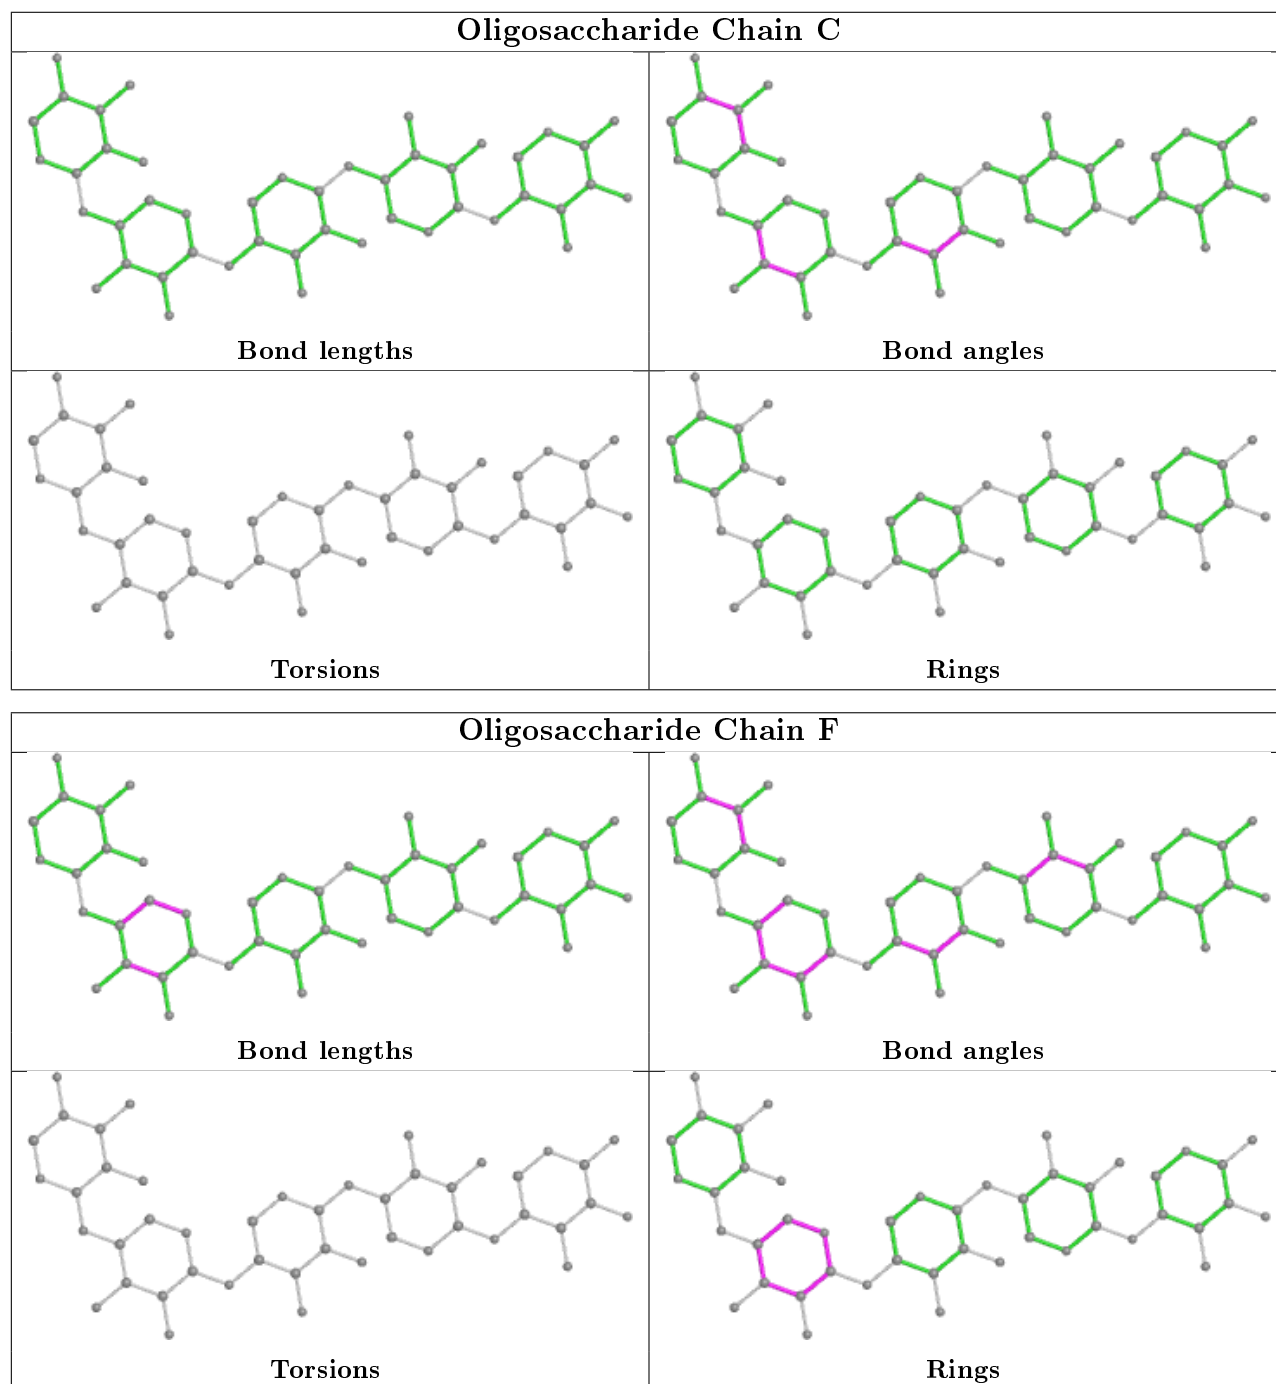 Oligosaccharide Chain C
Bond lengths
Bond angles
Torsions
Rings
Oligosaccharide Chain F
Bond lengths
Bond angles
Torsions
Rings